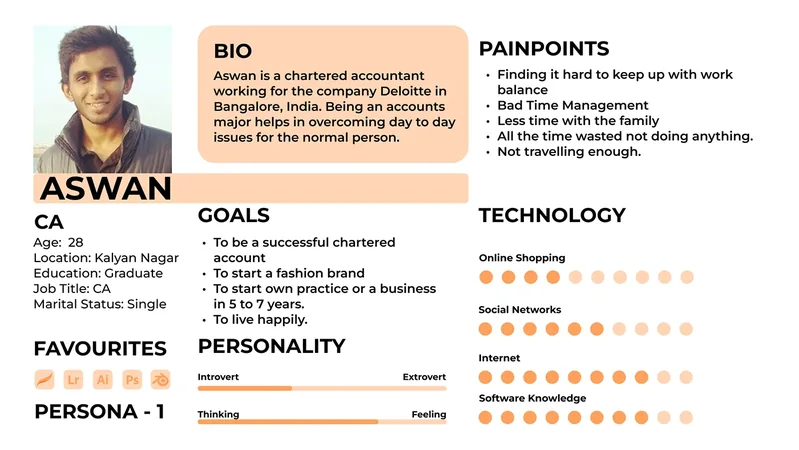 BIO
Aswan is a chartered accountant
working for the company Deloitte in
Bangalore, India. Being an accounts
major helps in overcoming day to day
issues for the normal person.
PAINPOINTS
• Finding it hard to keep up with work
balance
• Bad Time Management
• Less time with the family
• All the time wasted not doing anything.
• Not travelling enough.
ASWAN
CA
Age: 28
Location: Kalyan Nagar
Education: Graduate
Job Title: CA
Marital Status: Single
FAVOURITES
Lr Ai Ps
PERSONA - 1
GOALS
• To be a successful chartered
account
• To start a fashion brand
• To start own practice or a business
in 5 to 7 years.
• To live happily.
PERSONALITY
Introvert Extrovert
Thinking Feeling
TECHNOLOGY
Online Shopping
Social Networks
Internet
Software Knowledge